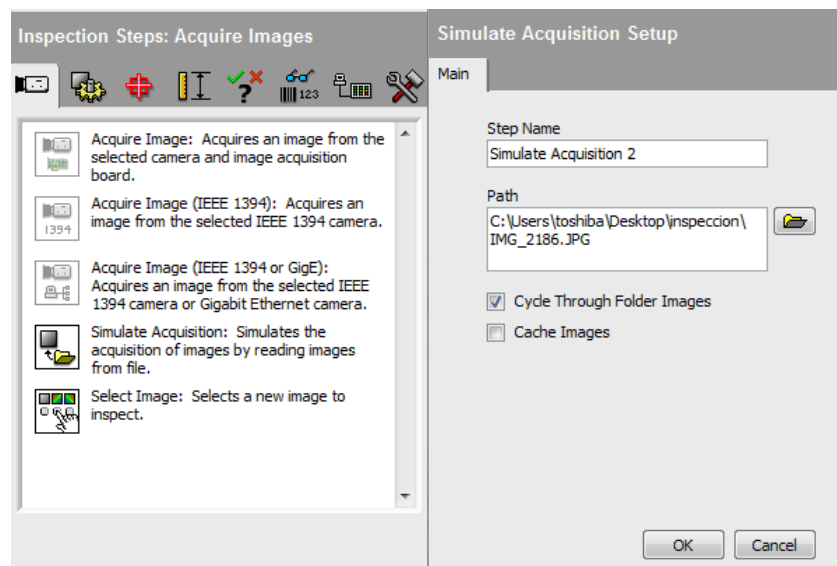 Inspection Steps: Acquire Images
123
Acquire Image: Acquires an image from the
selected camera and image acquisition
board.
1394
Acquire Image (IEEE 1394): Acquires an
image from the selected IEEE 1394 camera.
Acquire Image (IEEE 1394 or GigE):
Acquires an image from the selected IEEE
1394 camera or Gigabit Ethernet camera.
Simulate Acquisition: Simulates the
acquisition of images by reading images
from file.
Select Image: Selects a new image to
inspect.
Simulate Acquisition Setup
Main
Step Name
Simulate Acquisition 2
Path
C:\Users\toshiba\Desktop\inspeccion\
IMG_2186.JPG
Cycle Through Folder Images
Cache Images
OK
Cancel